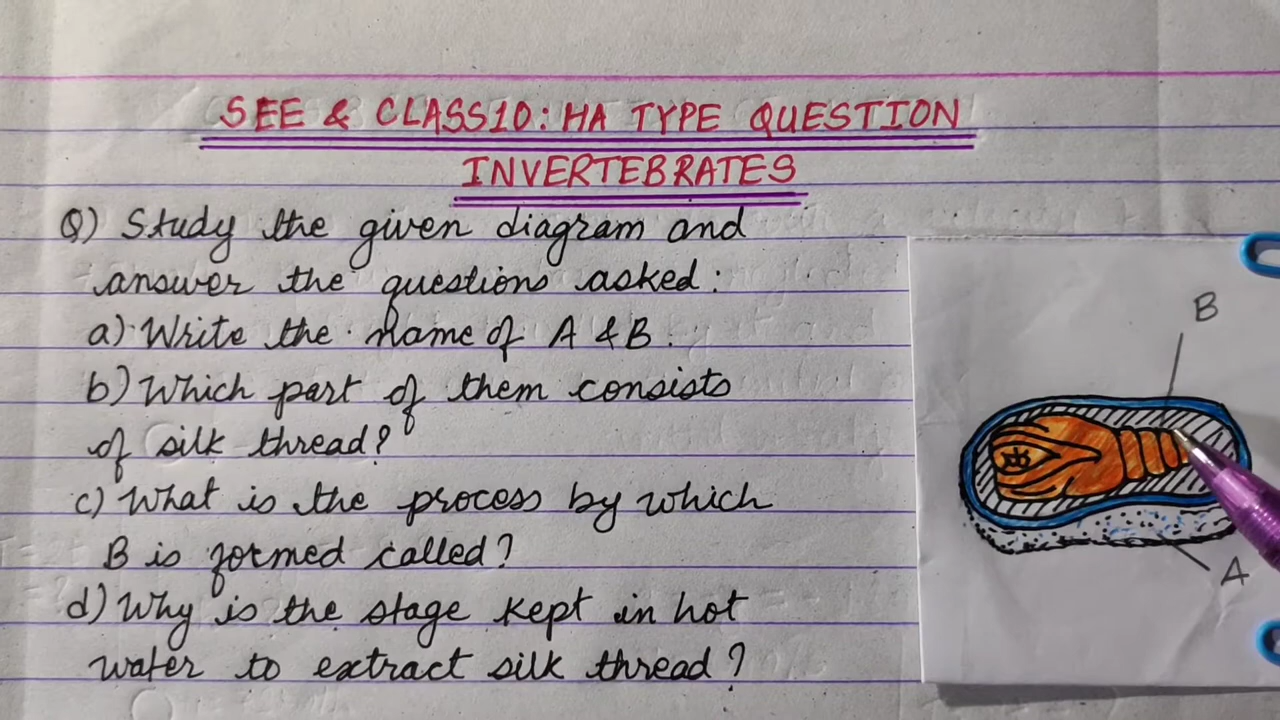 SEE & CLASS10: HA TYPE QUESTION
INVERTEBRATES
Q) Study the given diagram and
answer the questions asked:
a) Write the name of A & B.
b) Which part of them consists
of silk thread?
c) What is the process by which
B is formed called?
d) Why is the stage kept in hot
water to extract silk thread?
B
A